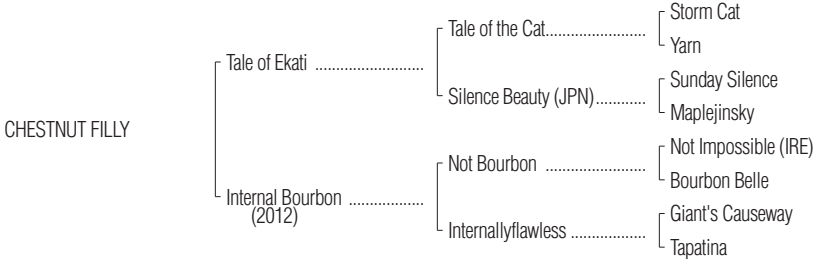 Storm Cat
Tale of the Cat........................
Yarn
Tale of Ekati ..........................
Sunday Silence
Silence Beauty (JPN)............
Maplejinsky
CHESTNUT FILLY
Not Impossible (IRE)
Not Bourbon ........................
Bourbon Belle
Internal Bourbon ..................
(2012)
Giant's Causeway
Internallyflawless ..................
Tapatina